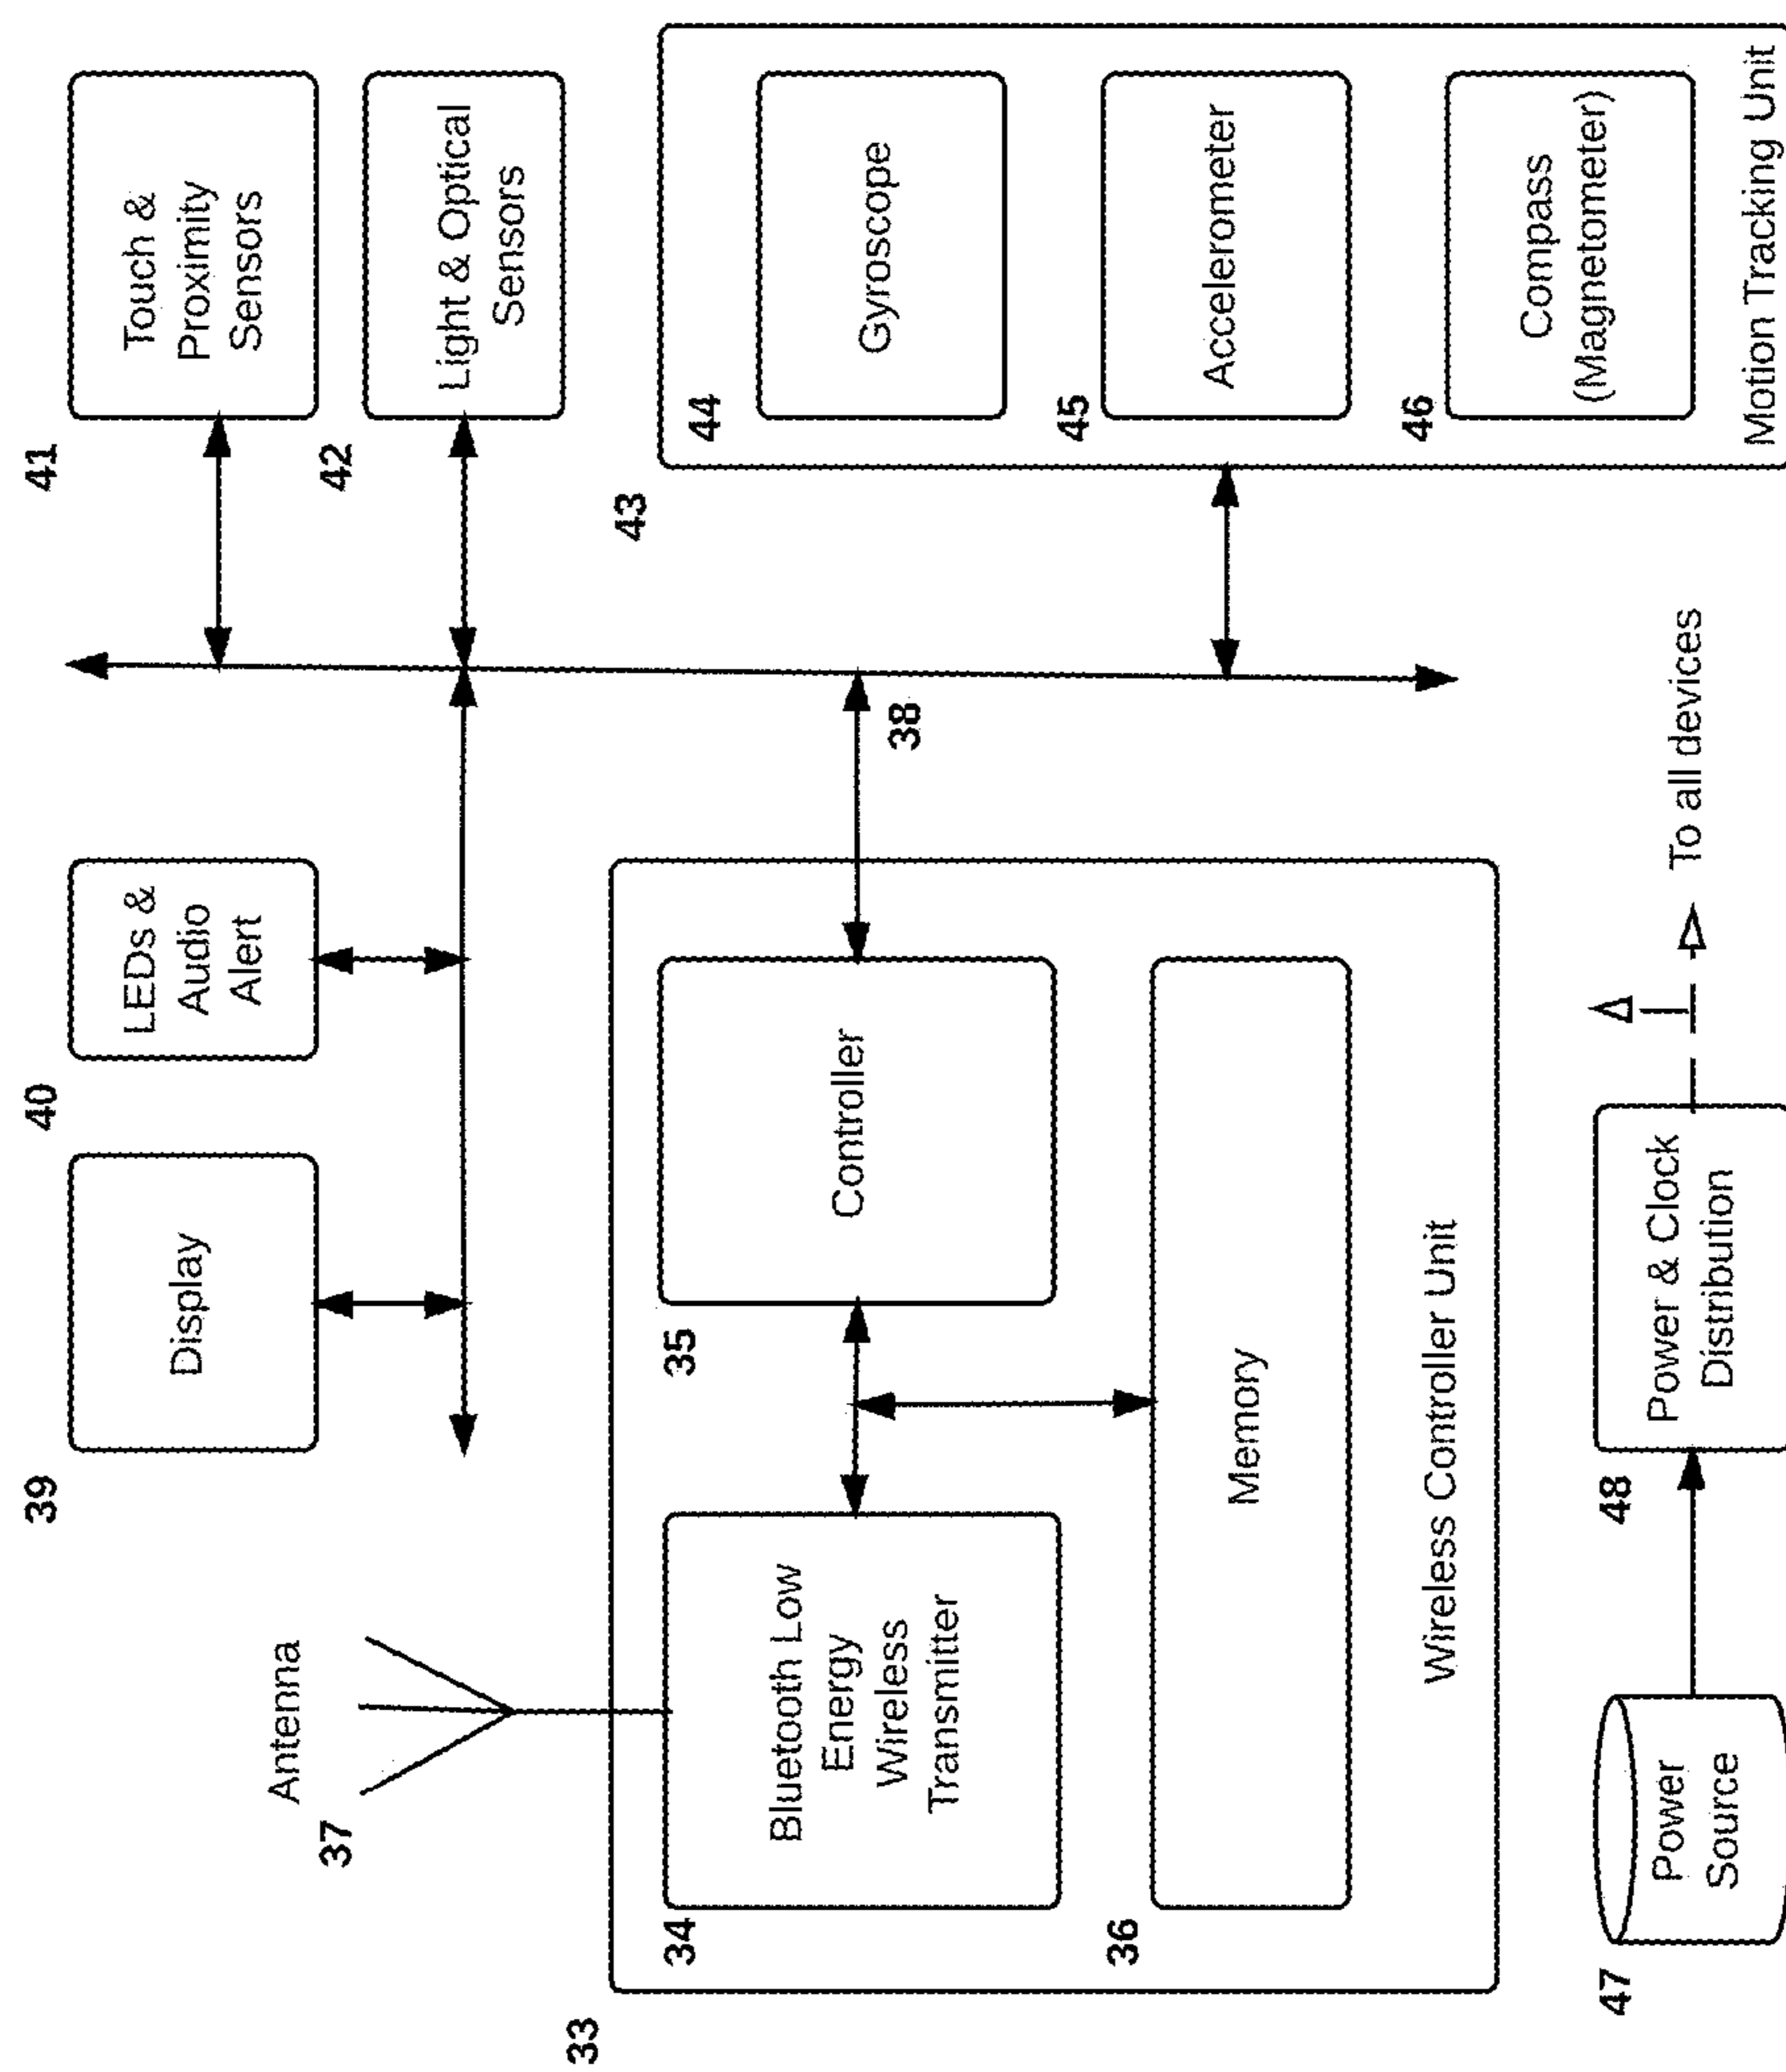 39
Display
40
LEDs &
Audio
Alert
41
Touch &
Proximity
Sensors
42
Light & Optical
Sensors
37
Antenna
38
33
34
Bluetooth Low
Energy
Wireless
Transmitter
35
Controller
36
Memory
Wireless Controller Unit
43
44
Gyroscope
45
Accelerometer
46
Compass
(Magnetometer)
Motion Tracking Unit
47
Power
Source
48
Power & Clock
Distribution
To all devices